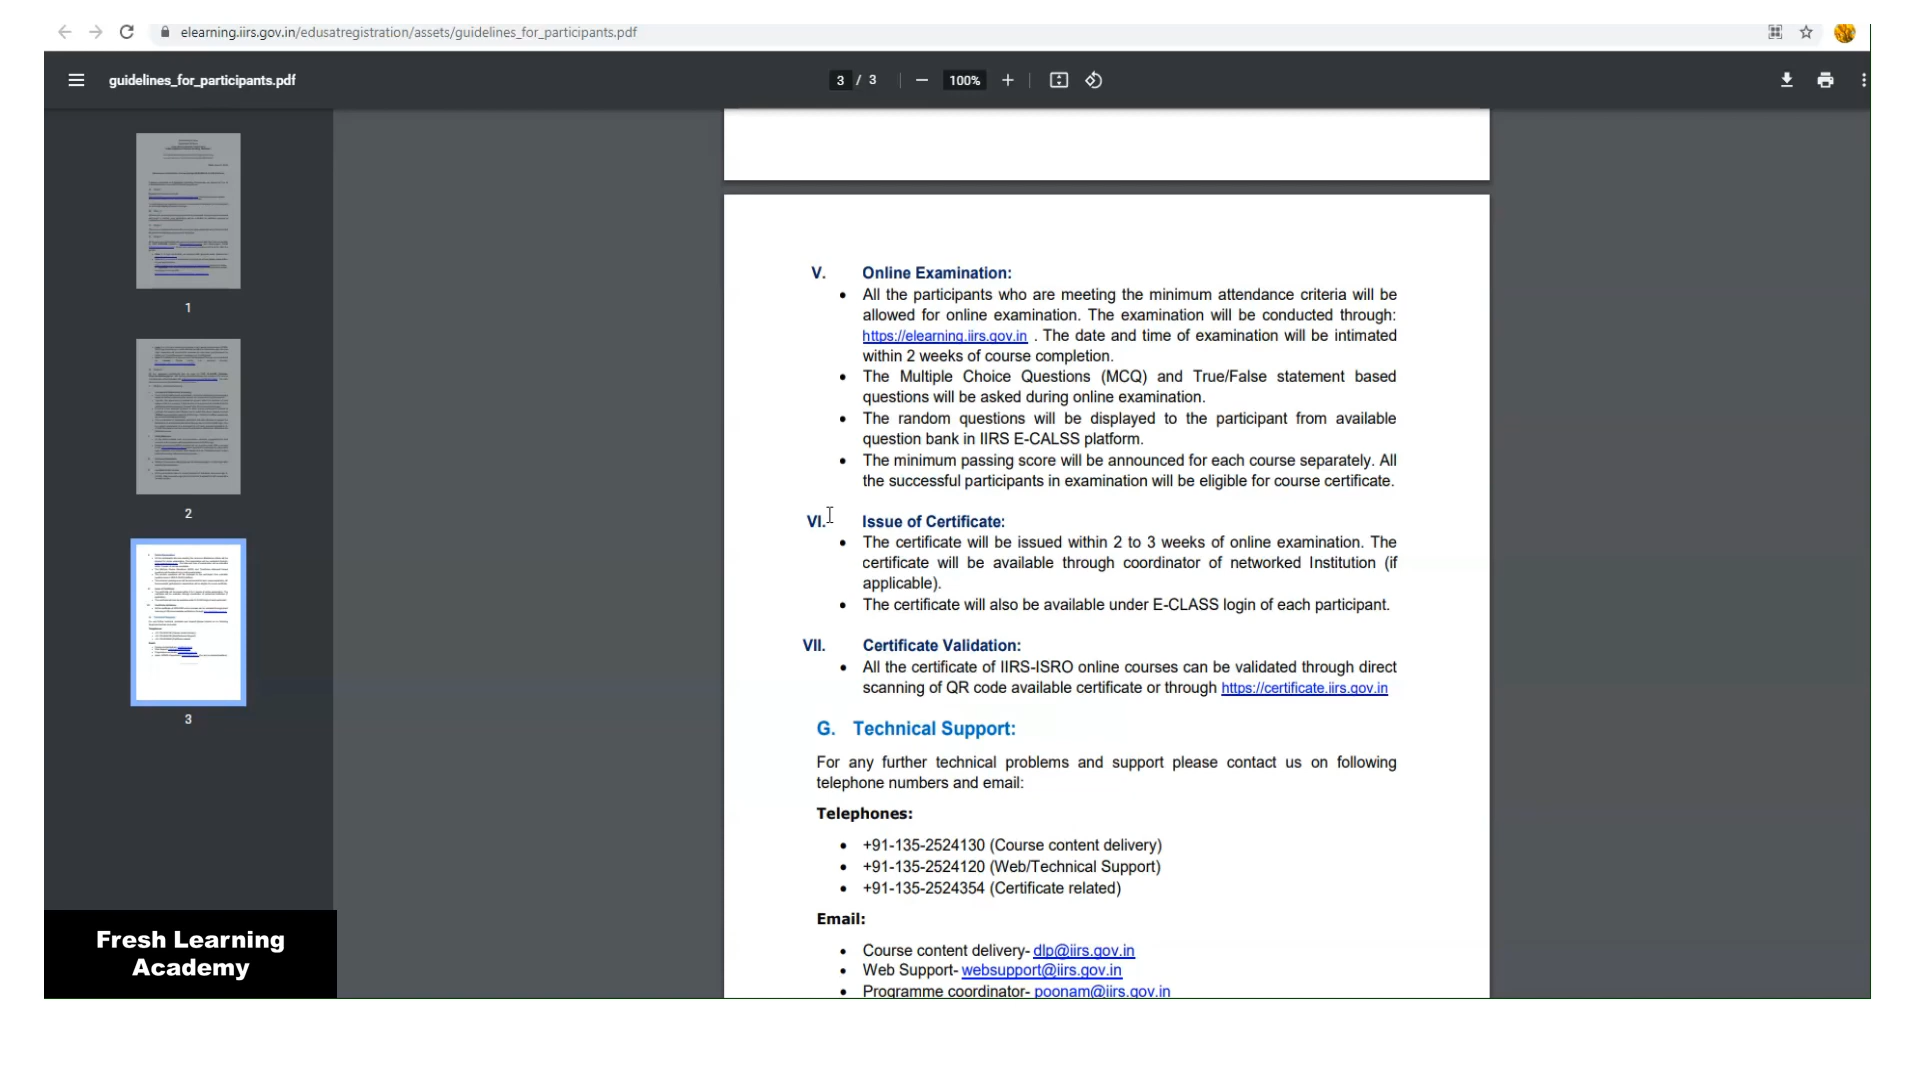 elearning.iirs.gov.in/edusatregistration/assets/guidelines_for_participants.pdf
guidelines_for_participants.pdf
3 / 3
100%
1
2
3
V. Online Examination:
• All the participants who are meeting the minimum attendance criteria will be
allowed for online examination. The examination will be conducted through:
https://elearning.iirs.gov.in . The date and time of examination will be intimated
within 2 weeks of course completion.
• The Multiple Choice Questions (MCQ) and True/False statement based
questions will be asked during online examination.
• The random questions will be displayed to the participant from available
question bank in IIRS E-CALSS platform.
• The minimum passing score will be announced for each course separately. All
the successful participants in examination will be eligible for course certificate.
VI. Issue of Certificate:
• The certificate will be issued within 2 to 3 weeks of online examination. The
certificate will be available through coordinator of networked Institution (if
applicable).
• The certificate will also be available under E-CLASS login of each participant.
VII. Certificate Validation:
• All the certificate of IIRS-ISRO online courses can be validated through direct
scanning of QR code available certificate or through https://certificate.iirs.gov.in
G. Technical Support:
For any further technical problems and support please contact us on following
telephone numbers and email:
Telephones:
• +91-135-2524130 (Course content delivery)
• +91-135-2524120 (Web/Technical Support)
• +91-135-2524354 (Certificate related)
Email:
• Course content delivery- dlp@iirs.gov.in
• Web Support- websupport@iirs.gov.in
• Programme coordinator- poonam@iirs.gov.in
Fresh Learning
Academy